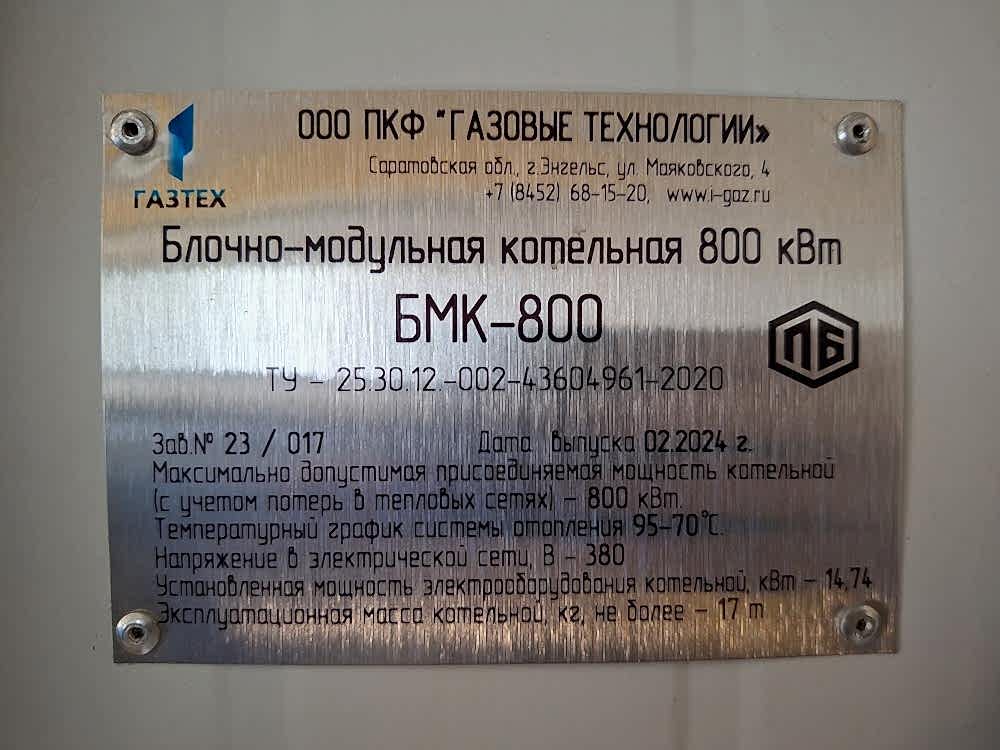 ООО ПКФ "ГАЗОВЫЕ ТЕХНОЛОГИИ»
Саратовская обл., г.Энгельс, ул. Маяковского, 4
+7 (8452) 68-15-20, www.i-gaz.ru
ГАЗТЕХ
Блочно-модульная котельная 800 кВт
БМК-800
ПБ
ТУ - 25.30.12.-002-43604961-2020
Зав.№ 23 / 017 Дата выпуска 02.2024 г.
Максимально допустимая присоединяемая мощность котельной
(с учетом потерь в тепловых сетях) - 800 кВт.
Температурный график системы отопления 95-70°С.
Напряжение в электрической сети, В - 380
Установленная мощность электрооборудования котельной, кВт - 14,74
Эксплуатационная масса котельной, кг, не более - 17 т